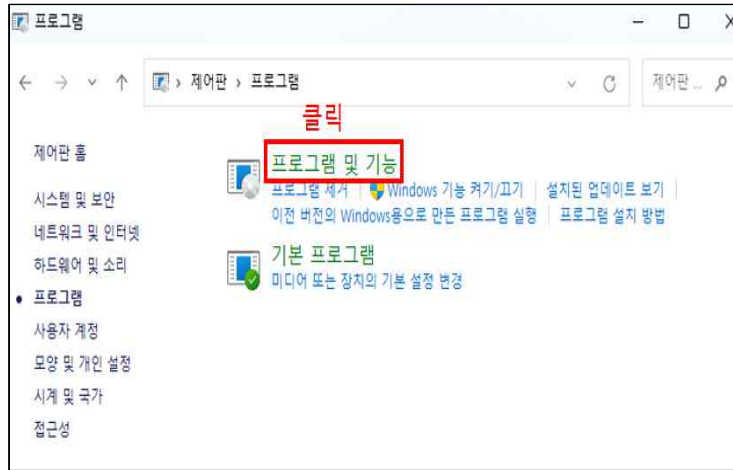 프로그램
제어판 › 프로그램
제어판 ...
클릭
제어판 홈
시스템 및 보안
네트워크 및 인터넷
하드웨어 및 소리
프로그램
사용자 계정
모양 및 개인 설정
시계 및 국가
접근성
프로그램 및 기능
프로그램 제거 | Windows 기능 켜기/끄기 | 설치된 업데이트 보기
이전 버전의 Windows용으로 만든 프로그램 실행 | 프로그램 설치 방법
기본 프로그램
미디어 또는 장치의 기본 설정 변경